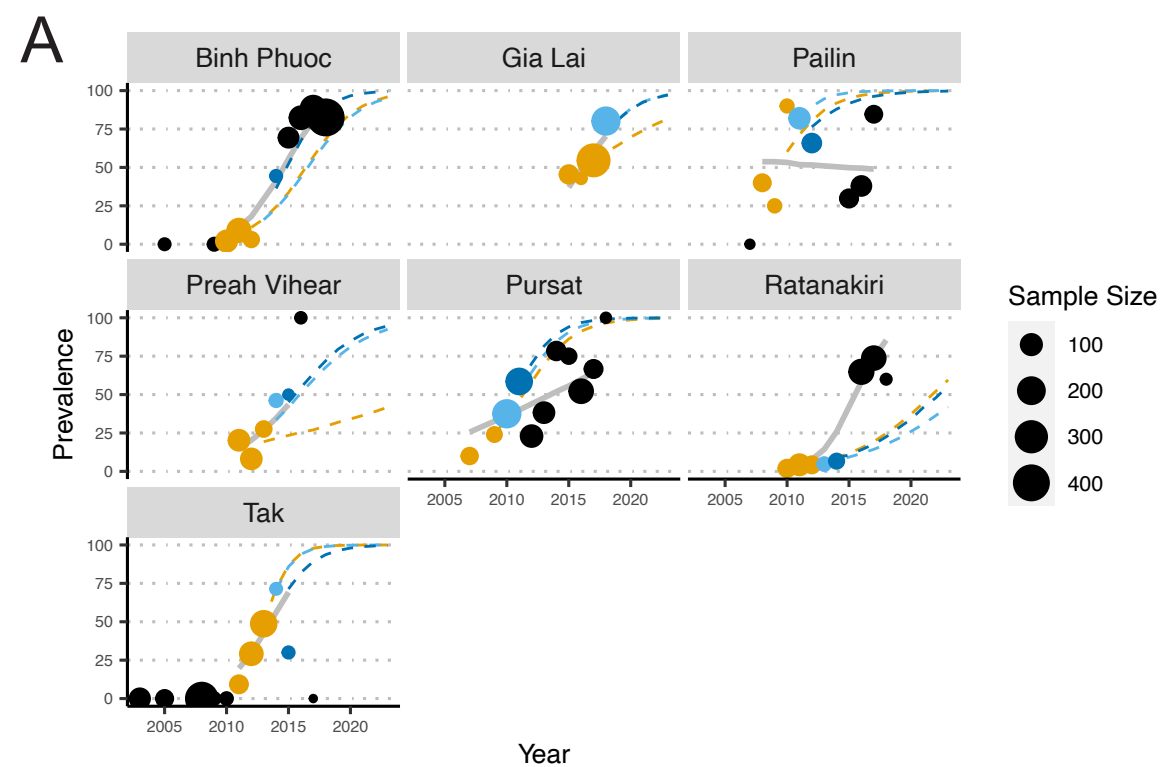 A
Binh Phuoc Gia Lai Pailin
100
75
50
25
0
Preah Vihear Pursat Ratanakiri
100
75
50
25
0
2005 2010 2015 2020 2005 2010 2015 2020
Tak
100
75
50
25
0
2005 2010 2015 2020
Year
Prevalence
Sample Size
100
200
300
400